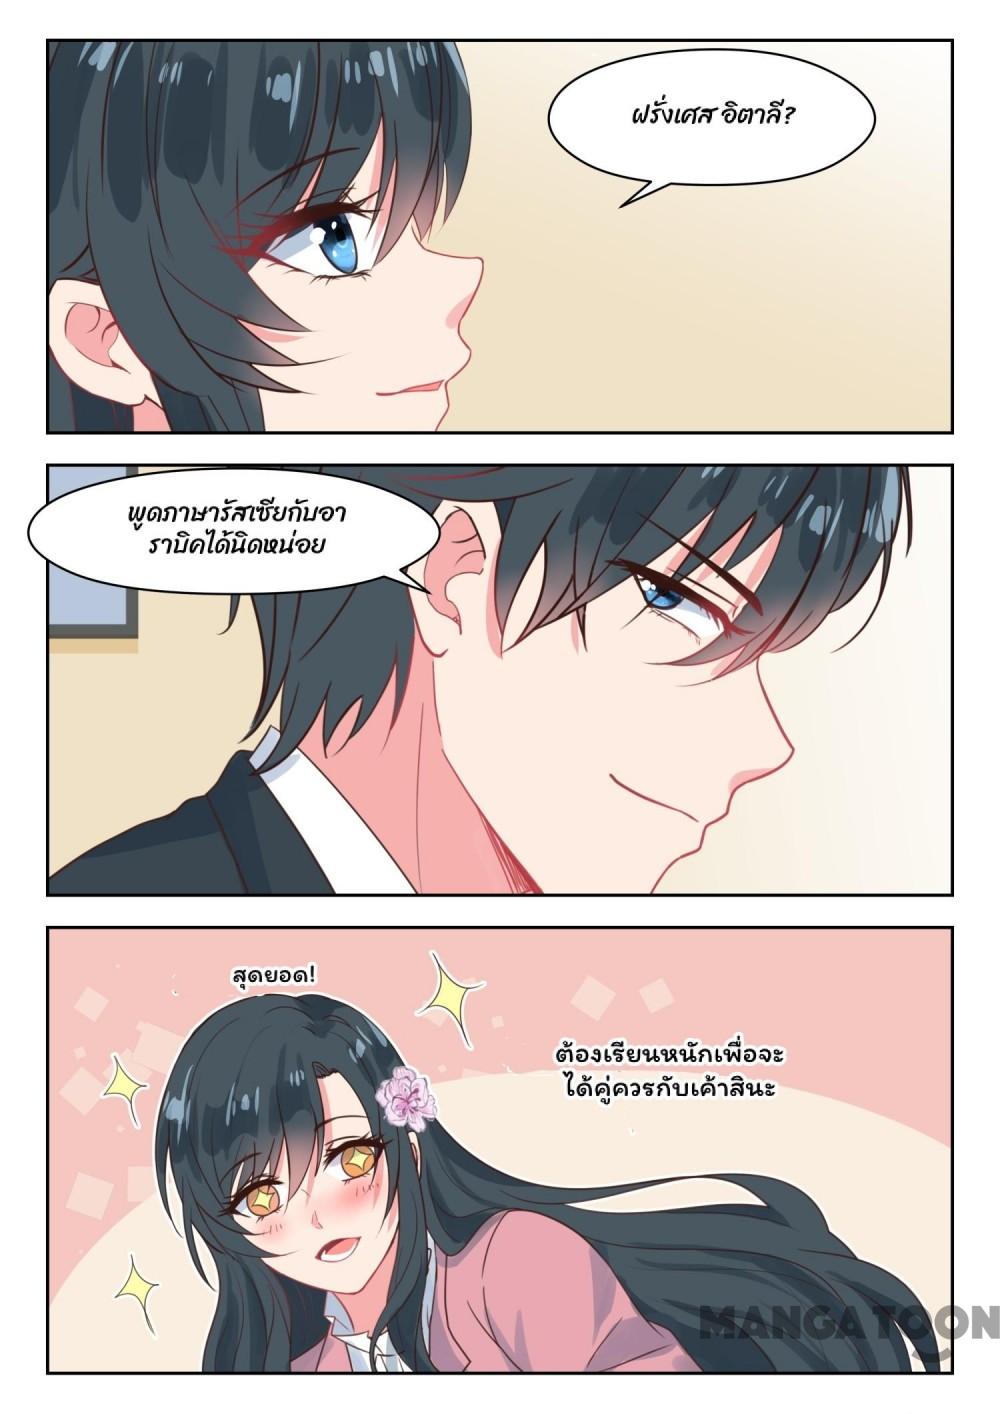 ฝรั่งเศส อิตาลี?
พูดภาษารัสเซียกับอา
ราบิคได้นิดหน่อย
สุดยอด!
ต้องเรียนหนักเพื่อจะ
ได้คู่ควรกับเค้าสินะ
MANGATOON